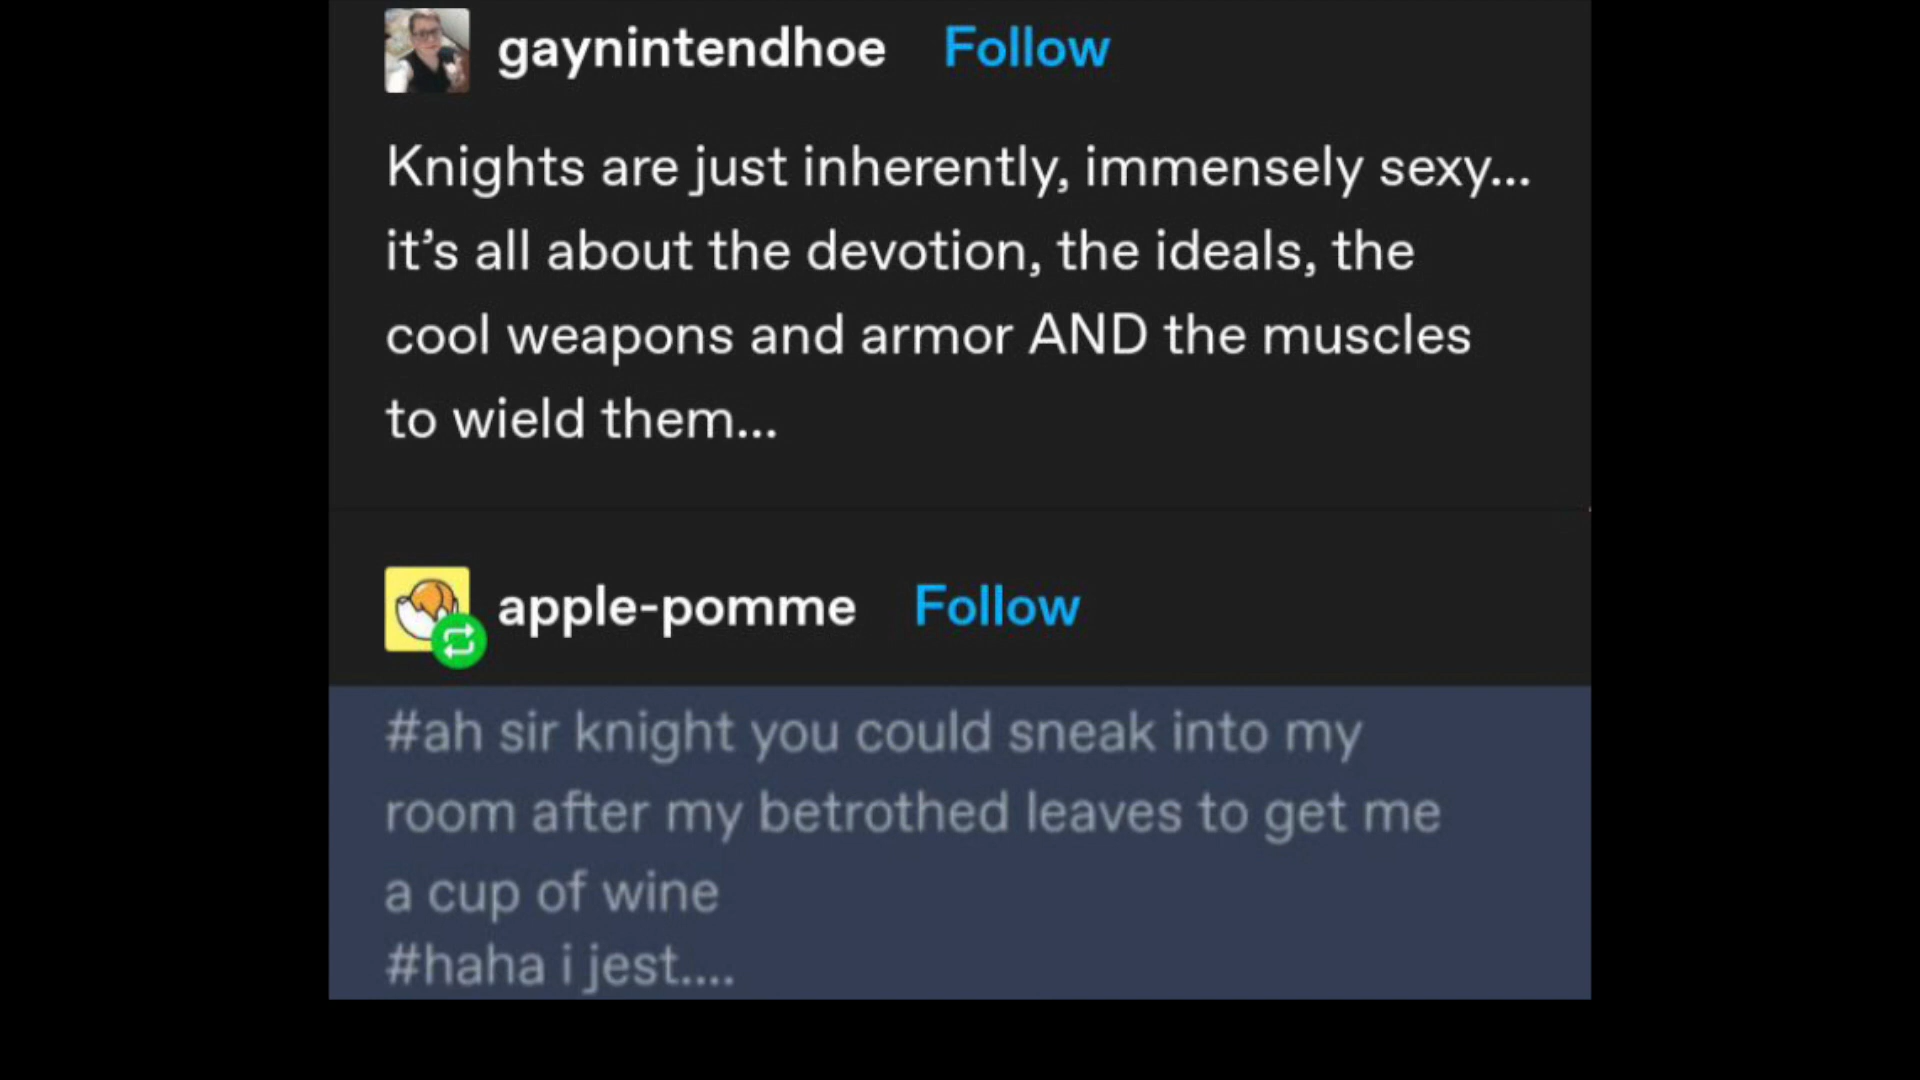 gaynintendhoe Follow
Knights are just inherently, immensely sexy...
it's all about the devotion, the ideals, the
cool weapons and armor AND the muscles
to wield them...
apple-pomme Follow
#ah sir knight you could sneak into my
room after my betrothed leaves to get me
a cup of wine
#haha i jest....